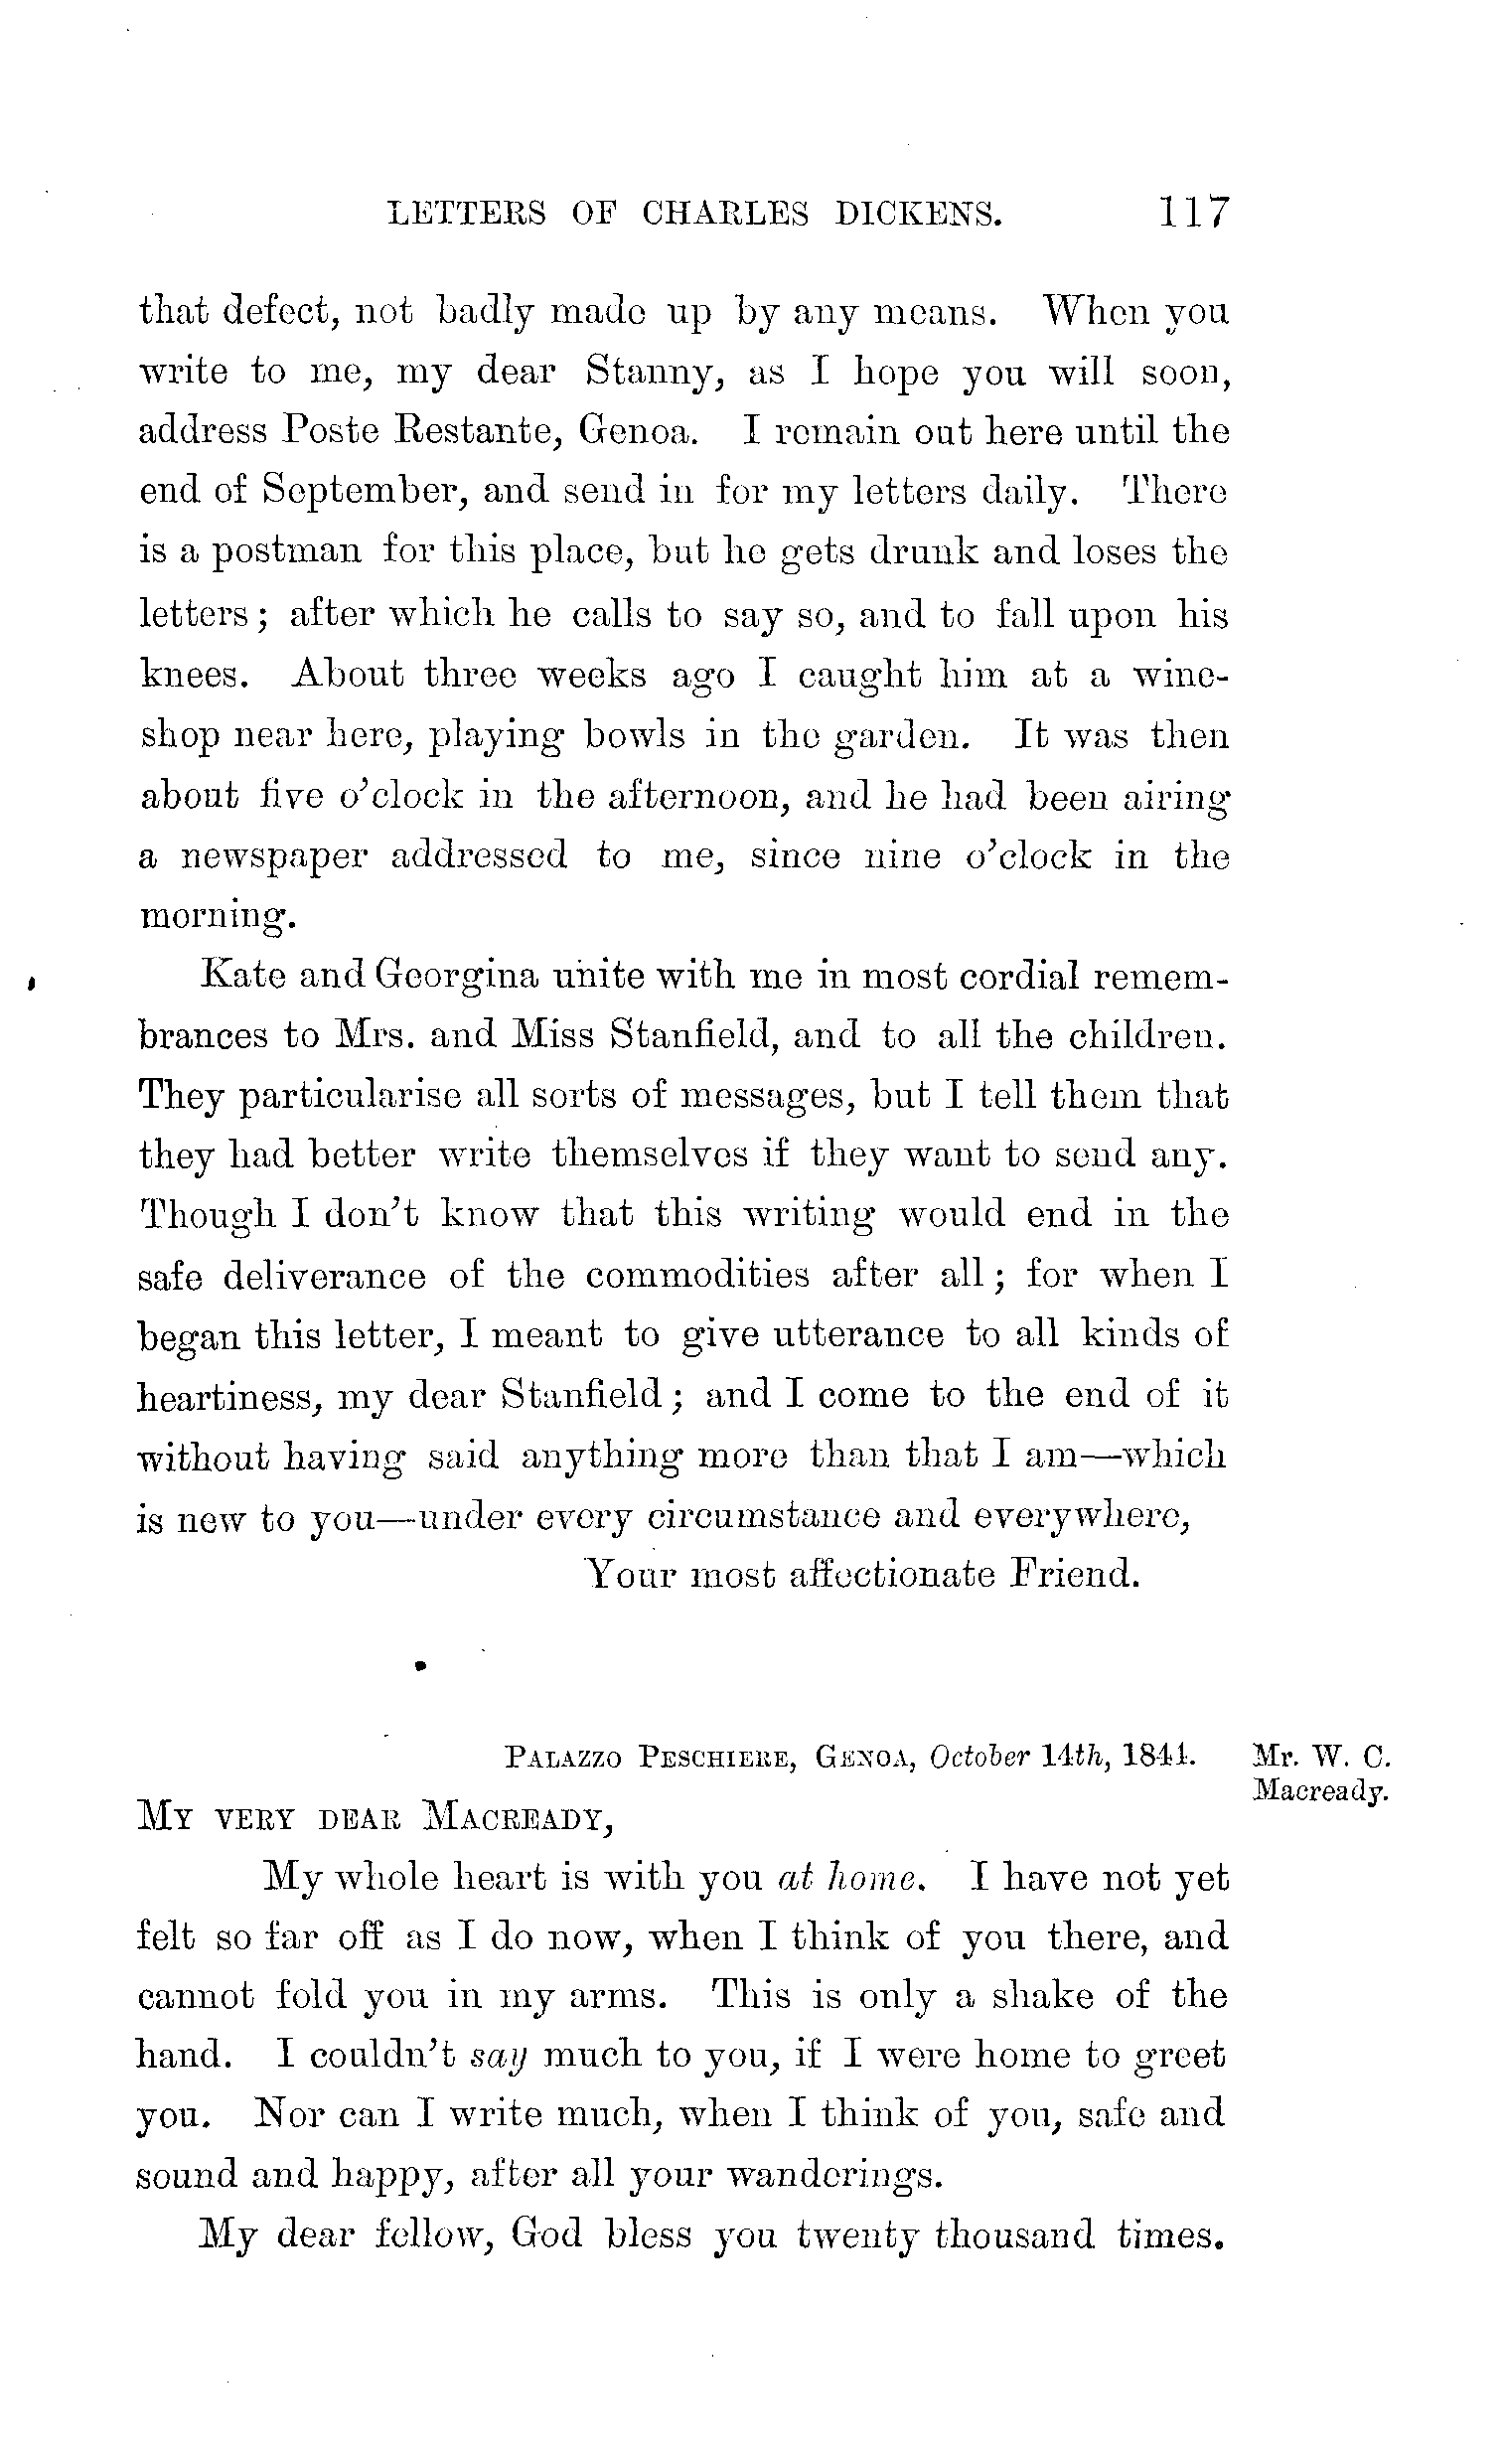 LETTERS OF CHARLES DICKENS. 117
that defect, not badly made up by any means. When you
write to me, my dear Stanny, as I hope you will soon,
address Poste Restante, Genoa. I remain out here until the
end of September, and send in for my letters daily. There
is a postman for this place, but he gets drunk and loses the
letters; after which he calls to say so, and to fall upon his
knees. About three weeks ago I caught him at a wine-
shop near here, playing bowls in the garden. It was then
about five o'clock in the afternoon, and he had been airing
a newspaper addressed to me, since nine o'clock in the
morning.
Kate and Georgina unite with me in most cordial remem-
brances to Mrs. and Miss Stanfield, and to all the children.
They particularise all sorts of messages, but I tell them that
they had better write themselves if they want to send any.
Though I don't know that this writing would end in the
safe deliverance of the commodities after all; for when I
began this letter, I meant to give utterance to all kinds of
heartiness, my dear Stanfield; and I come to the end of it
without having said anything more than that I am—which
is new to you—under every circumstance and everywhere,
Your most affectionate Friend.
PALAZZO PESCHIERE, GENOA, October 14th, 1844.
Mr. W. C.
Macready.
MY VERY DEAR MACREADY,
My whole heart is with you at home. I have not yet
felt so far off as I do now, when I think of you there, and
cannot fold you in my arms. This is only a shake of the
hand. I couldn't say much to you, if I were home to greet
you. Nor can I write much, when I think of you, safe and
sound and happy, after all your wanderings.
My dear fellow, God bless you twenty thousand times.